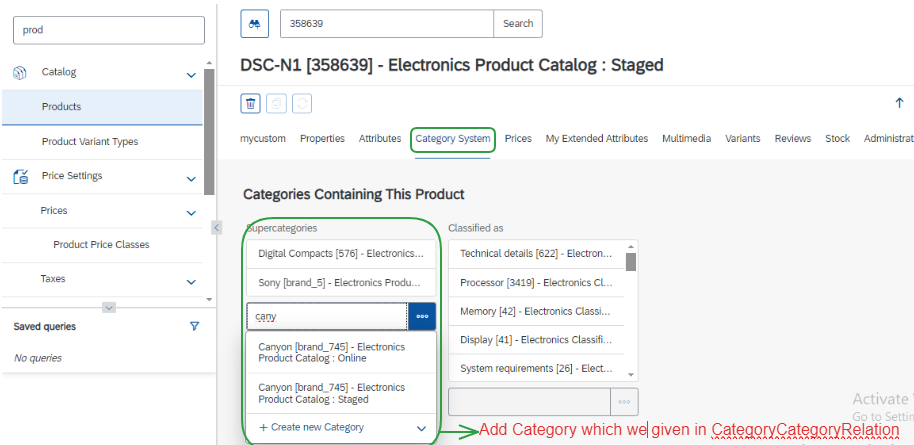 prod
358639
Search
DSC-N1 [358639] - Electronics Product Catalog : Staged
Catalog
Products
Product Variant Types
Price Settings
Prices
Product Price Classes
Taxes
Saved queries
No queries
mycustom Properties Attributes Category System Prices My Extended Attributes Multimedia Variants Reviews Stock Administrat
Categories Containing This Product
Supercategories
Digital Compacts [576] - Electronics...
Sony [brand_5] - Electronics Produ...
cany
Canyon [brand_745] - Electronics
Product Catalog : Online
Canyon [brand_745] - Electronics
Product Catalog : Staged
+ Create new Category
Classified as
Technical details [622] - Electron...
Processor [3419] - Electronics Cl...
Memory [42] - Electronics Classi...
Display [41] - Electronics Classifi...
System requirements [26] - Elect...
Add Category which we given in CategoryCategoryRelation
Activate
Go to Settin